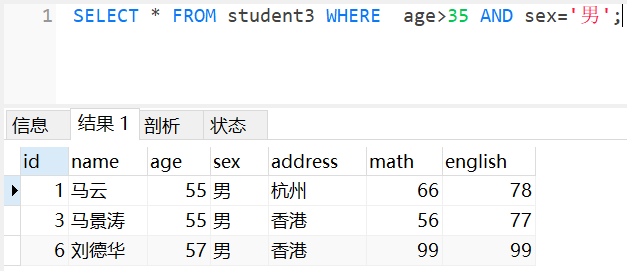 1 SELECT * FROM student3 WHERE  age>35 AND sex='男';
信息 结果 1 剖析 状态
id name age sex address math english
1 马云 55 男 杭州 66 78
3 马景涛 55 男 香港 56 77
6 刘德华 57 男 香港 99 99